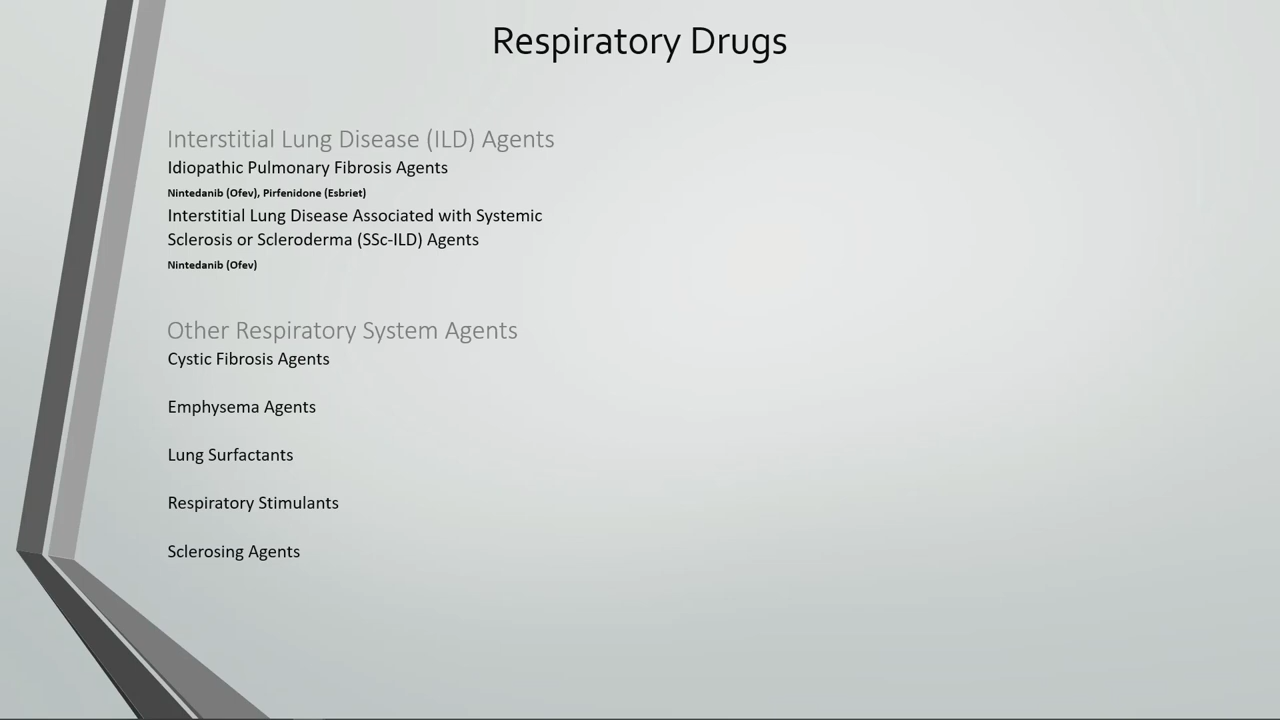 Respiratory Drugs
Interstitial Lung Disease (ILD) Agents
Idiopathic Pulmonary Fibrosis Agents
Nintedanib (Ofev), Pirfenidone (Esbriet)
Interstitial Lung Disease Associated with Systemic
Sclerosis or Scleroderma (SSc-ILD) Agents
Nintedanib (Ofev)
Other Respiratory System Agents
Cystic Fibrosis Agents
Emphysema Agents
Lung Surfactants
Respiratory Stimulants
Sclerosing Agents